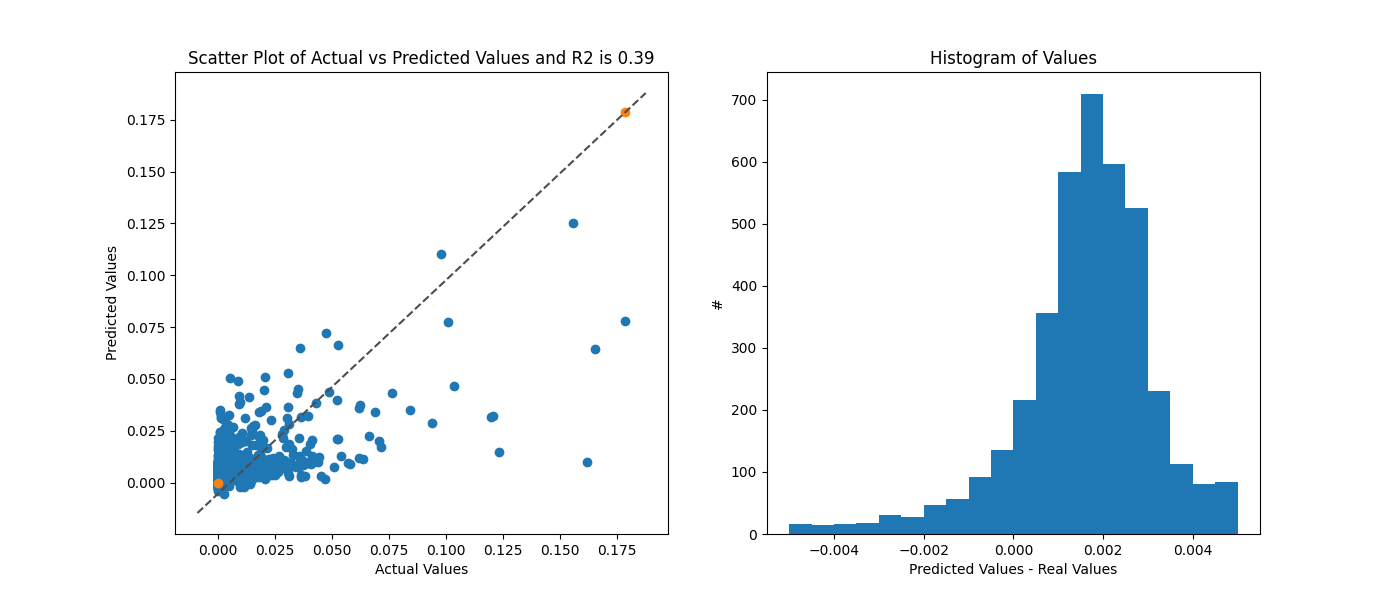 Scatter Plot of Actual vs Predicted Values and R2 is 0.39
Predicted Values
0.175
0.150
0.125
0.100
0.075
0.050
0.025
0.000
0.000 0.025 0.050 0.075 0.100 0.125 0.150 0.175
Actual Values
Histogram of Values
#
700
600
500
400
300
200
100
0
−0.004 −0.002 0.000 0.002 0.004
Predicted Values - Real Values